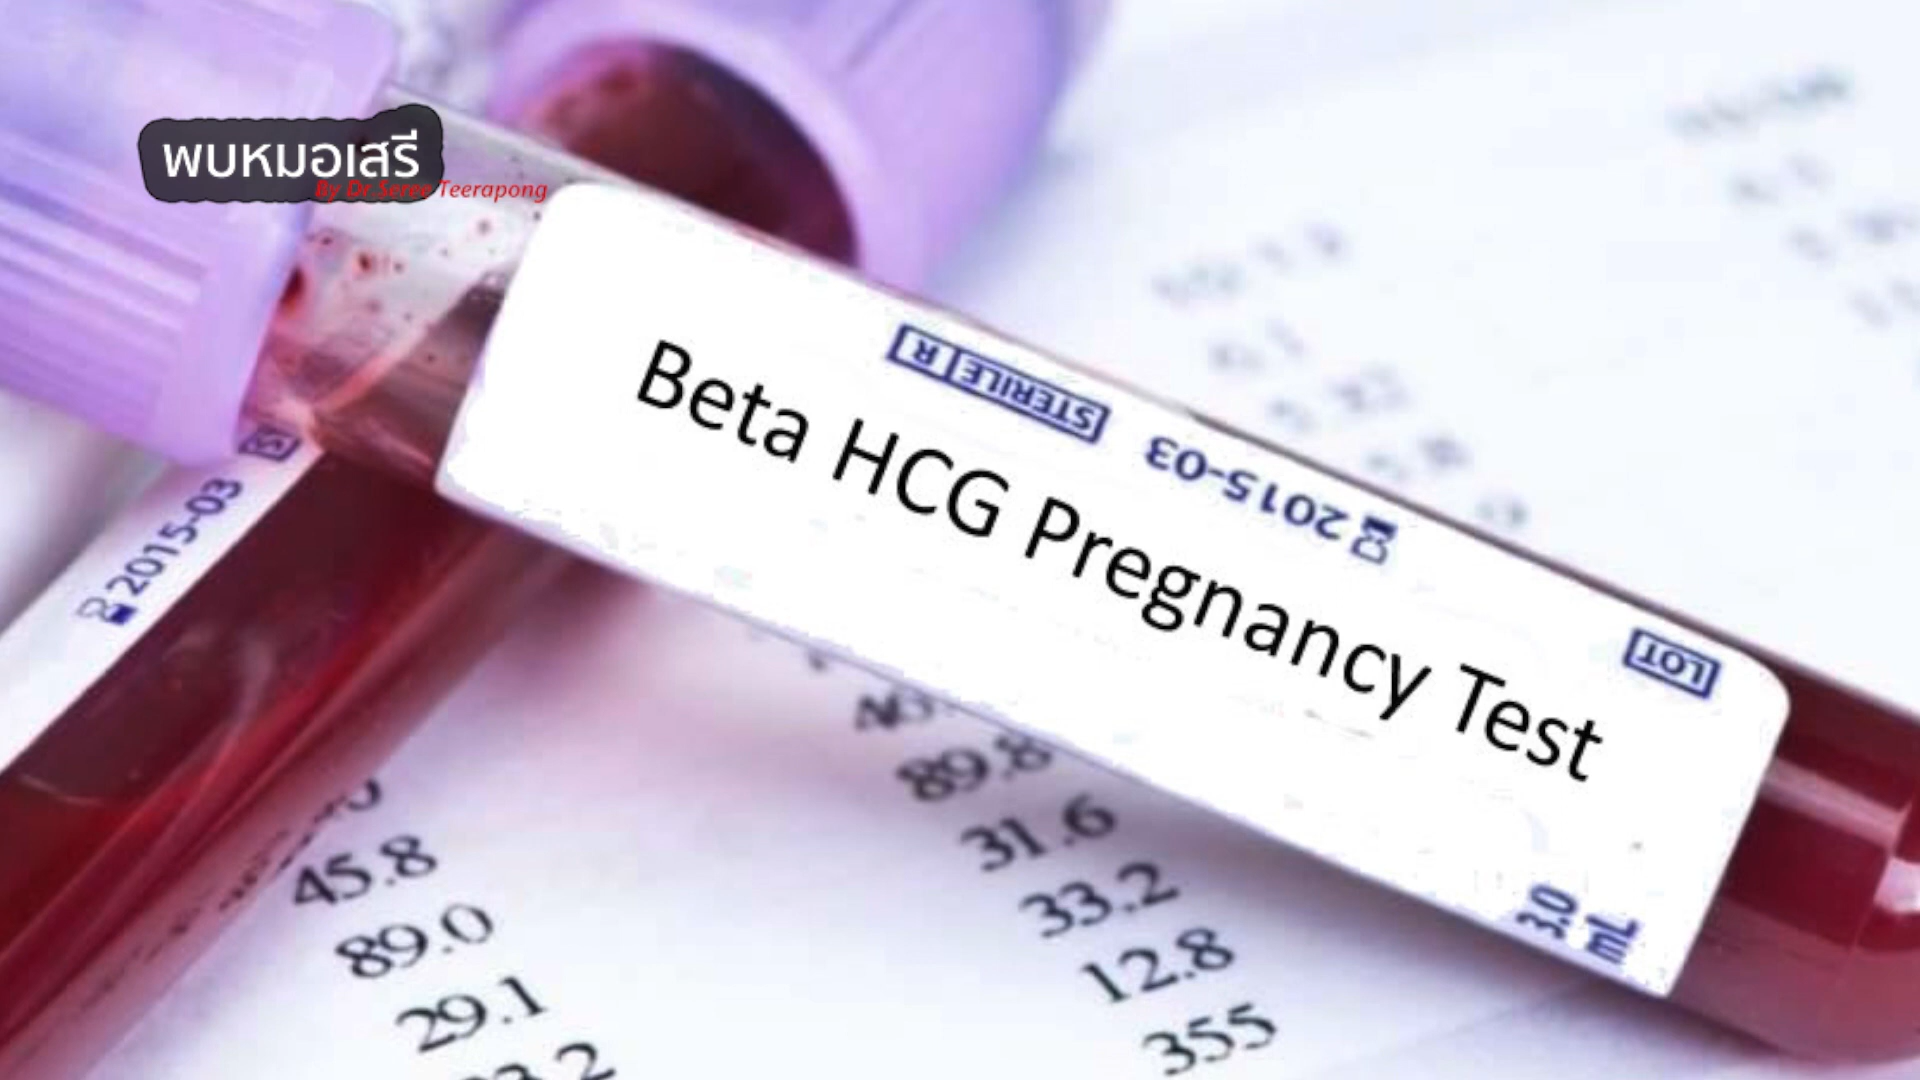 พบหมอเสรี
By Dr.Seree Teerapong
STERILE R
2015-03
LOT
Beta HCG Pregnancy Test
3.0
mL
2015-03
45.8
89.0
29.1
89.8
31.6
33.2
12.8
355